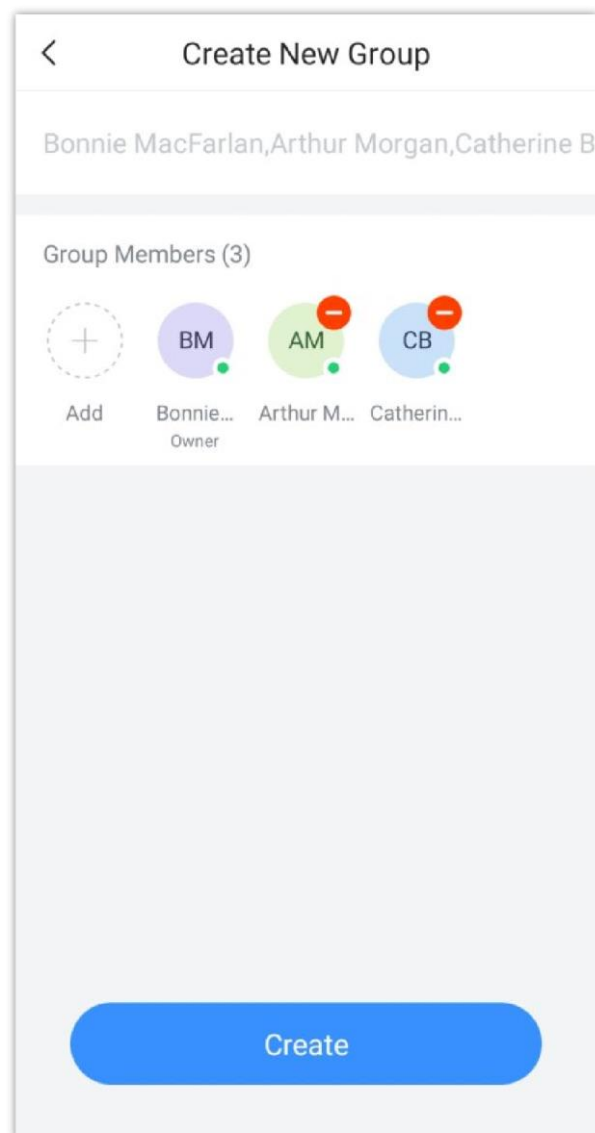 Create New Group
Bonnie MacFarlan,Arthur Morgan,Catherine B
Group Members (3)
BM AM CB
Add Bonnie... Arthur M... Catherin...
Owner
Create